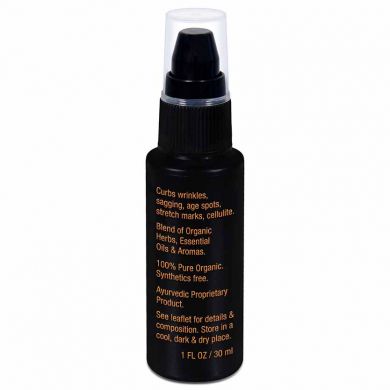 Curbs wrinkles,
sagging, age spots,
stretch marks, cellulite.
Blend of Organic
Herbs, Essential
Oils & Aromas.
100% Pure Organic.
Synthetics free.
Ayurvedic Proprietary
Product.
See leaflet for details &
composition. Store in a
cool, dark & dry place.
1 FL OZ / 30 ml